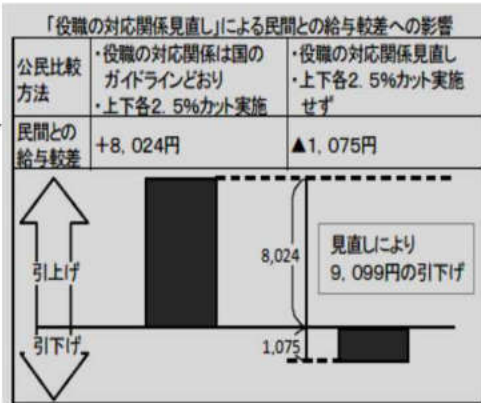 「役職の対応関係見直し」による民間との給与較差への影響
公民比較
方法
・役職の対応関係は国の
ガイドラインどおり
・上下各2. 5%カット実施
・役職の対応関係見直し
・上下各2. 5%カット実施
せず
民間との
給与較差
+8, 024円
▲1, 075円
引上げ
引下げ
8,024
1,075
見直しにより
9, 099円の引下げ